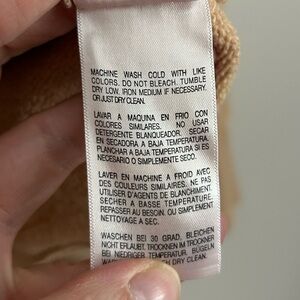 MACHINE WASH COLD WITH LIKE
COLORS. DO NOT BLEACH. TUMBLE
DRY LOW. IRON MEDIUM IF NECESSARY.
OR JUST DRY CLEAN.
LAVAR A MAQUINA EN FRIO CON
COLORES SIMILARES. NO USAR
DETERGENTE BLANQUEADOR. SECAR
EN SECADORA A BAJA TEMPERATURA.
PLANCHAR A BAJA TEMPERATURA SI ES
NECESARIO O SIMPLEMENTE SECO.
LAVER EN MACHINE A FROID AVEC
DES COULEURS SIMILAIRES. NE PAS
UTILISER D'AGENTS DE BLANCHIMENT.
SÉCHER A BASSE TEMPERATURE.
REPASSER AU BESOIN. OU SIMPLEMENT
NETTOYAGE A SEC.
WASCHEN BEI 30 GRAD. BLEICHEN
NICHT ERLAUBT. TROCKNEN IM TROCKNER
BEI NIEDRIGER TEMPERATUR. BÜGELN
DRY CLEAN.